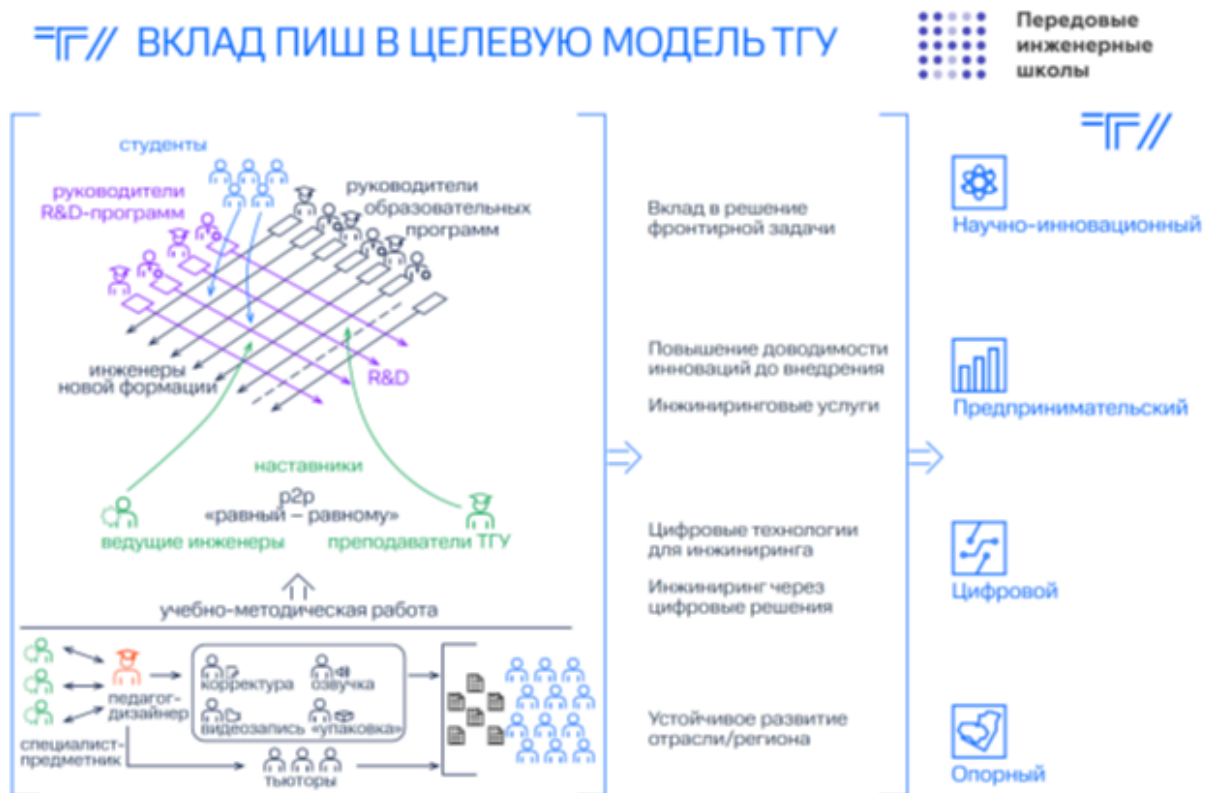 ВКЛАД ПИШ В ЦЕЛЕВУЮ МОДЕЛЬ ТГУ
Передовые
инженерные
школы
студенты
руководители
R&D-программ
руководители
образовательных
программ
инженеры
новой формации
R&D
наставники
p2p
«равный – равному»
ведущие инженеры
преподаватели ТГУ
учебно-методическая работа
педагог-
дизайнер
специалист-
предметник
корректура
озвучка
видеозапись
«упаковка»
тьюторы
Вклад в решение
фронтирной задачи
Повышение доводимости
инноваций до внедрения
Инжиниринговые услуги
Цифровые технологии
для инжиниринга
Инжиниринг через
цифровые решения
Устойчивое развитие
отрасли/региона
Научно-инновационный
Предпринимательский
Цифровой
Опорный